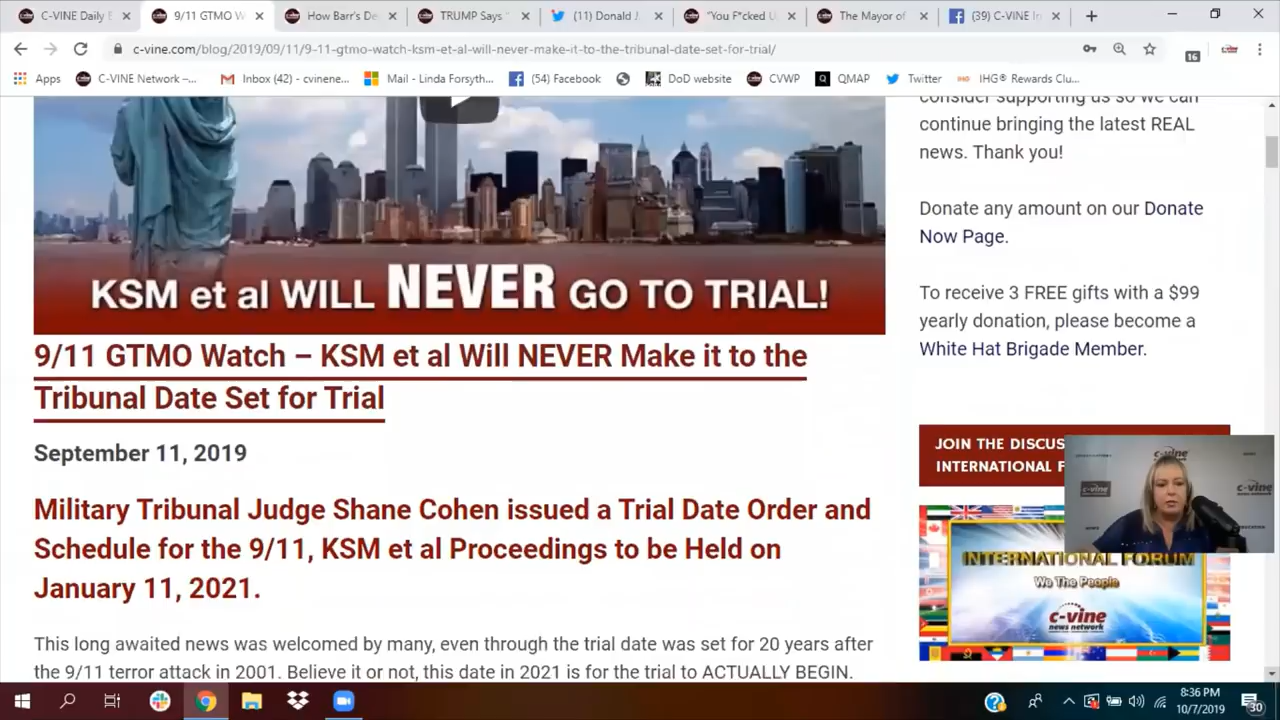 C-VINE Daily
9/11 GTMO W
How Barr's De
TRUMP Says
(11) Donald J.
"You F*cked U
The Mayor of
(39) C-VINE In
c-vine.com/blog/2019/09/11/9-11-gtmo-watch-ksm-et-al-will-never-make-it-to-the-tribunal-date-set-for-trial/
16
Apps
C-VINE Network –...
Inbox (42) - cvinene...
Mail - Linda Forsyth...
(54) Facebook
DoD website
CVWP
QMAP
Twitter
IHG® Rewards Clu...
KSM et al WILL NEVER GO TO TRIAL!
9/11 GTMO Watch – KSM et al Will NEVER Make it to the
Tribunal Date Set for Trial
September 11, 2019
Military Tribunal Judge Shane Cohen issued a Trial Date Order and
Schedule for the 9/11, KSM et al Proceedings to be Held on
January 11, 2021.
This long awaited news was welcomed by many, even through the trial date was set for 20 years after
the 9/11 terror attack in 2001. Believe it or not, this date in 2021 is for the trial to ACTUALLY BEGIN.
consider supporting us so we can
continue bringing the latest REAL
news. Thank you!
Donate any amount on our Donate
Now Page.
To receive 3 FREE gifts with a $99
yearly donation, please become a
White Hat Brigade Member.
JOIN THE DISCUS
INTERNATIONAL F
c-vine
c-vine
NEWS
INTERNATIONAL FORUM
We The People
c-vine
news network
8:36 PM
10/7/2019
30